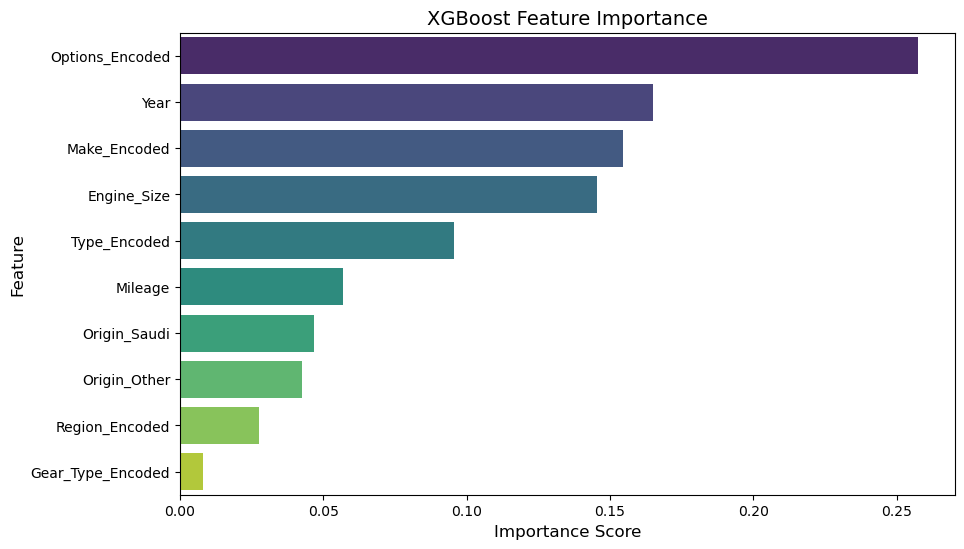 XGBoost Feature Importance
Options_Encoded
Year
Make_Encoded
Engine_Size
Type_Encoded
Mileage
Origin_Saudi
Origin_Other
Region_Encoded
Gear_Type_Encoded
Feature
0.00 0.05 0.10 0.15 0.20 0.25
Importance Score